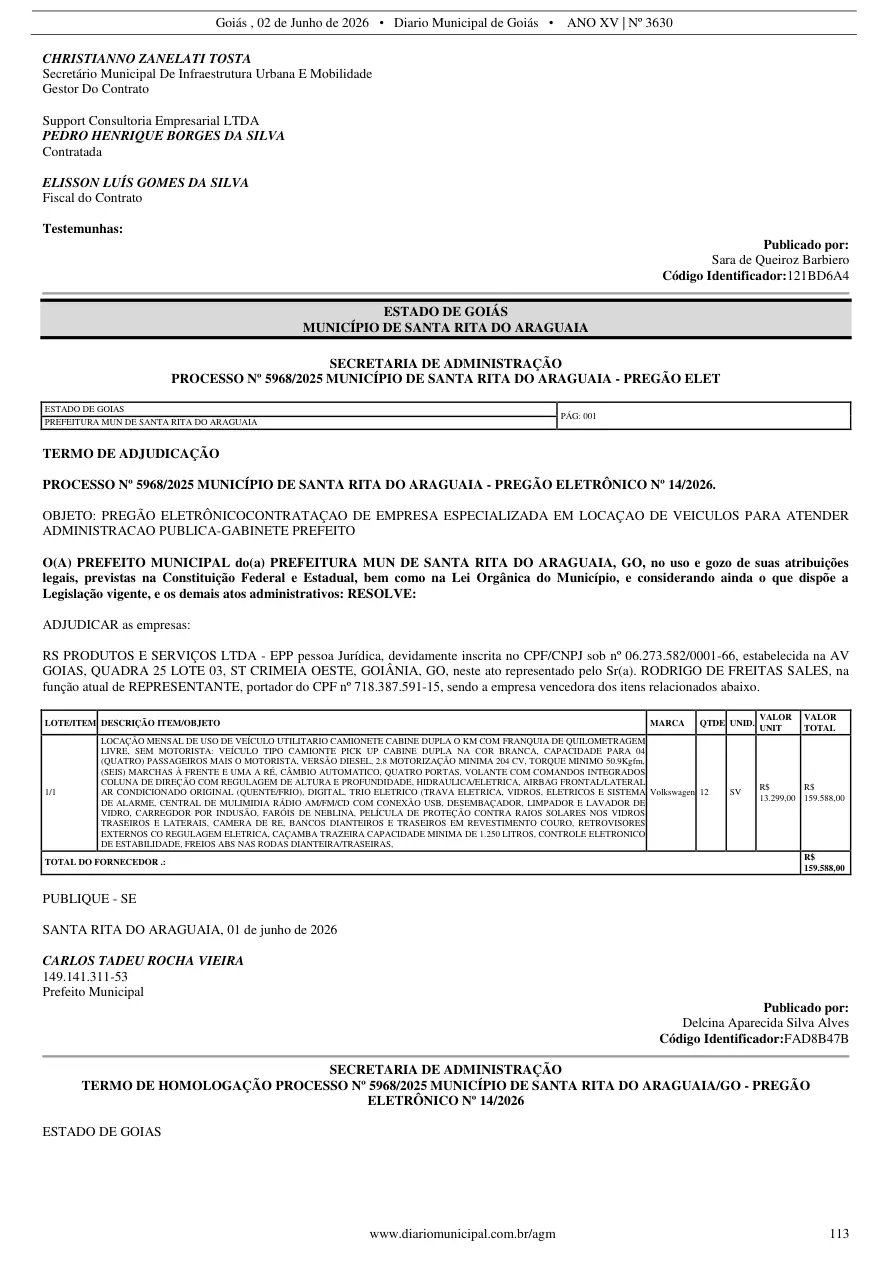 Goiás , 02 de Junho de 2026 • Diario Municipal de Goiás • ANO XV | Nº 3630
CHRISTIANNO ZANELATI TOSTA
Secretário Municipal De Infraestrutura Urbana E Mobilidade
Gestor Do Contrato
Support Consultoria Empresarial LTDA
PEDRO HENRIQUE BORGES DA SILVA
Contratada
ELISSON LUÍS GOMES DA SILVA
Fiscal do Contrato
Testemunhas:
Publicado por:
Sara de Queiroz Barbiero
Código Identificador:121BD6A4
ESTADO DE GOIÁS
MUNICÍPIO DE SANTA RITA DO ARAGUAIA
SECRETARIA DE ADMINISTRAÇÃO
PROCESSO Nº 5968/2025 MUNICÍPIO DE SANTA RITA DO ARAGUAIA - PREGÃO ELET
ESTADO DE GOIAS
PREFEITURA MUN DE SANTA RITA DO ARAGUAIA
PÁG: 001
TERMO DE ADJUDICAÇÃO
PROCESSO Nº 5968/2025 MUNICÍPIO DE SANTA RITA DO ARAGUAIA - PREGÃO ELETRÔNICO Nº 14/2026.
OBJETO: PREGÃO ELETRÔNICOCONTRATAÇAO DE EMPRESA ESPECIALIZADA EM LOCAÇAO DE VEICULOS PARA ATENDER
ADMINISTRACAO PUBLICA-GABINETE PREFEITO
O(A) PREFEITO MUNICIPAL do(a) PREFEITURA MUN DE SANTA RITA DO ARAGUAIA, GO, no uso e gozo de suas atribuições
legais, previstas na Constituição Federal e Estadual, bem como na Lei Orgânica do Município, e considerando ainda o que dispõe a
Legislação vigente, e os demais atos administrativos: RESOLVE:
ADJUDICAR as empresas:
RS PRODUTOS E SERVIÇOS LTDA - EPP pessoa Jurídica, devidamente inscrita no CPF/CNPJ sob nº 06.273.582/0001-66, estabelecida na AV
GOIAS, QUADRA 25 LOTE 03, ST CRIMEIA OESTE, GOIÂNIA, GO, neste ato representado pelo Sr(a). RODRIGO DE FREITAS SALES, na
função atual de REPRESENTANTE, portador do CPF nº 718.387.591-15, sendo a empresa vencedora dos itens relacionados abaixo.
LOTE/ITEM DESCRIÇÃO ITEM/OBJETO MARCA QTDE UNID. VALOR UNIT VALOR TOTAL
LOCAÇÃO MENSAL DE USO DE VEÍCULO UTILITARIO CAMIONETE CABINE DUPLA O KM COM FRANQUIA DE QUILOMETRAGEM
LIVRE, SEM MOTORISTA: VEÍCULO TIPO CAMIONTE PICK UP CABINE DUPLA NA COR BRANCA, CAPACIDADE PARA 04
(QUATRO) PASSAGEIROS MAIS O MOTORISTA, VERSÃO DIESEL, 2.8 MOTORIZAÇÃO MINIMA 204 CV, TORQUE MINIMO 50.9Kgfm,
(SEIS) MARCHAS À FRENTE E UMA A RÉ, CÂMBIO AUTOMATICO, QUATRO PORTAS, VOLANTE COM COMANDOS INTEGRADOS
COLUNA DE DIREÇÃO COM REGULAGEM DE ALTURA E PROFUNDIDADE, HIDRAULICA/ELETRICA, AIRBAG FRONTAL/LATERAL,
1/1 AR CONDICIONADO ORIGINAL (QUENTE/FRIO), DIGITAL, TRIO ELETRICO (TRAVA ELETRICA, VIDROS, ELETRICOS E SISTEMA Volkswagen 12 SV R$ 13.299,00 R$ 159.588,00
DE ALARME, CENTRAL DE MULIMIDIA RÁDIO AM/FM/CD COM CONEXÃO USB, DESEMBAÇADOR, LIMPADOR E LAVADOR DE
VIDRO, CARREGDOR POR INDUSÃO, FARÓIS DE NEBLINA, PELÍCULA DE PROTEÇÃO CONTRA RAIOS SOLARES NOS VIDROS
TRASEIROS E LATERAIS, CAMERA DE RE, BANCOS DIANTEIROS E TRASEIROS EM REVESTIMENTO COURO, RETROVISORES
EXTERNOS CO REGULAGEM ELETRICA, CAÇAMBA TRAZEIRA CAPACIDADE MINIMA DE 1.250 LITROS, CONTROLE ELETRONICO
DE ESTABILIDADE, FREIOS ABS NAS RODAS DIANTEIRA/TRASEIRAS,
TOTAL DO FORNECEDOR .: R$ 159.588,00
PUBLIQUE - SE
SANTA RITA DO ARAGUAIA, 01 de junho de 2026
CARLOS TADEU ROCHA VIEIRA
149.141.311-53
Prefeito Municipal
Publicado por:
Delcina Aparecida Silva Alves
Código Identificador:FAD8B47B
SECRETARIA DE ADMINISTRAÇÃO
TERMO DE HOMOLOGAÇÃO PROCESSO Nº 5968/2025 MUNICÍPIO DE SANTA RITA DO ARAGUAIA/GO - PREGÃO
ELETRÔNICO Nº 14/2026
ESTADO DE GOIAS
www.diariomunicipal.com.br/agm 113